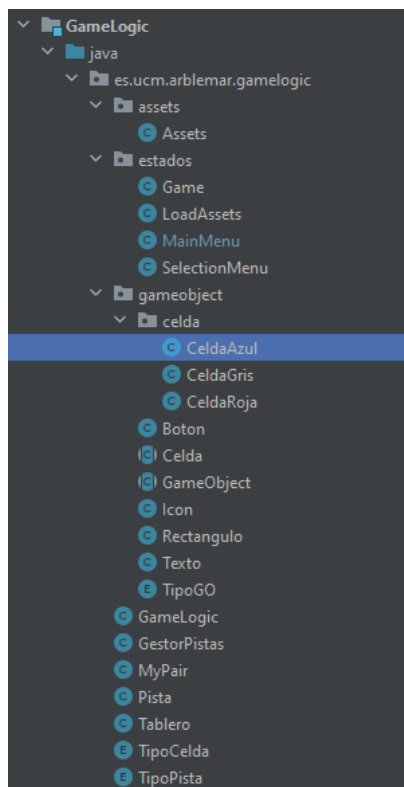 GameLogic
java
es.ucm.arblemar.gamelogic
assets
C Assets
estados
C Game
C LoadAssets
C MainMenu
C SelectionMenu
gameobject
celda
C CeldaAzul
C CeldaGris
C CeldaRoja
C Boton
C Celda
C GameObject
C Icon
C Rectangulo
C Texto
E TipoGO
C GameLogic
C GestorPistas
C MyPair
C Pista
C Tablero
E TipoCelda
E TipoPista